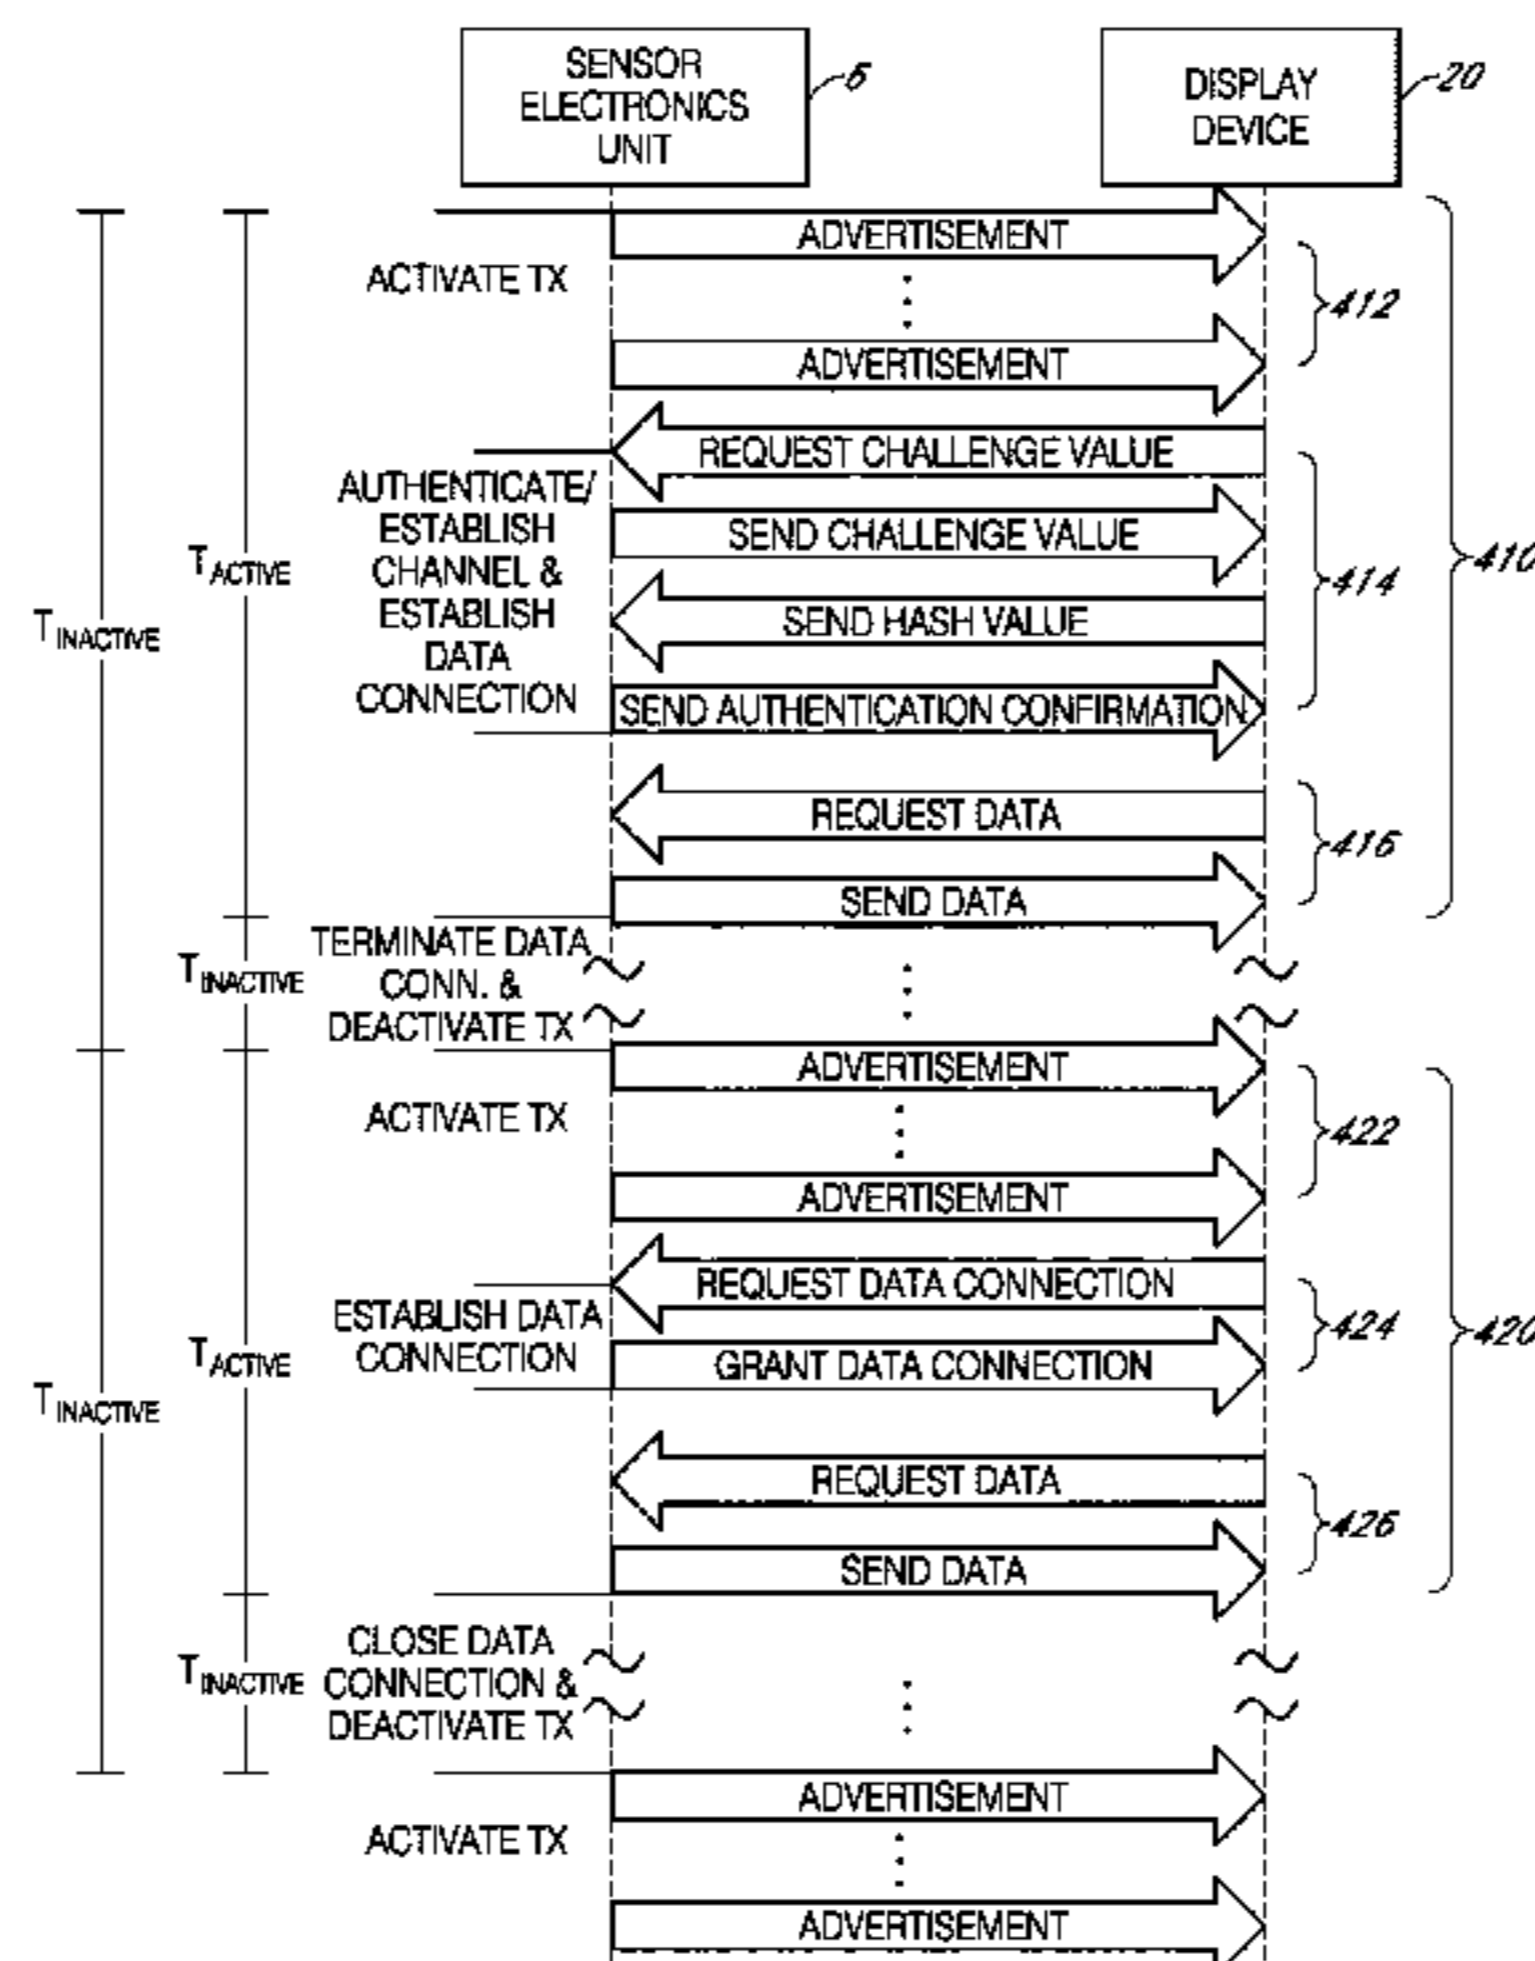 SENSOR
ELECTRONICS
UNIT
6
DISPLAY
DEVICE
20
ADVERTISEMENT
ACTIVATE TX
412
ADVERTISEMENT
REQUEST CHALLENGE VALUE
AUTHENTICATE/
ESTABLISH
CHANNEL &
ESTABLISH
DATA
CONNECTION
SEND CHALLENGE VALUE
T ACTIVE
414
410
SEND HASH VALUE
T INACTIVE
SEND AUTHENTICATION CONFIRMATION
REQUEST DATA
416
SEND DATA
T INACTIVE
TERMINATE DATA
CONN. &
DEACTIVATE TX
ADVERTISEMENT
ACTIVATE TX
422
ADVERTISEMENT
REQUEST DATA CONNECTION
ESTABLISH DATA
CONNECTION
424
420
T ACTIVE
GRANT DATA CONNECTION
T INACTIVE
REQUEST DATA
426
SEND DATA
T INACTIVE
CLOSE DATA
CONNECTION &
DEACTIVATE TX
ADVERTISEMENT
ACTIVATE TX
ADVERTISEMENT